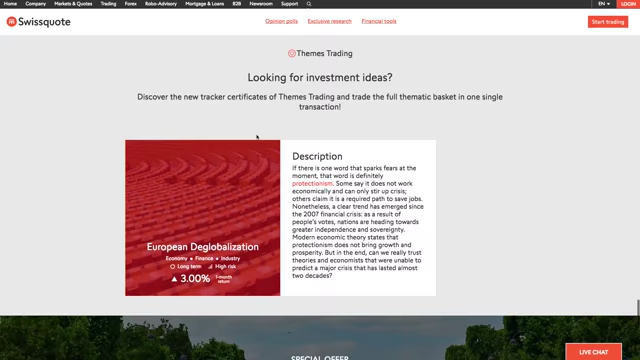 Home Company Markets & Quotes Trading Forex Robo-Advisory Mortgage & Loans B2B Newsroom Support EN LOGIN
Swissquote Opinion polls Exclusive research Financial tools Start trading
Themes Trading
Looking for investment ideas?
Discover the new tracker certificates of Themes Trading and trade the full thematic basket in one single
transaction!
Description
If there is one word that sparks fears at the
moment, that word is definitely
protectionism. Some say it does not work
economically and can only stir up crisis;
others claim it is a required path to save jobs.
Nonetheless, a clear trend has emerged since
the 2007 financial crisis: as a result of
people's votes, nations are heading towards
greater independence and sovereignty.
Modern economic theory states that
protectionism does not bring growth and
prosperity. But in the end, can we really trust
theories and economists that were unable to
predict a major crisis that has lasted almost
two decades?
European Deglobalization
Economy • Finance • Industry
Long term High risk
3.00% 1-month
return
SPECIAL OFFER
LIVE CHAT